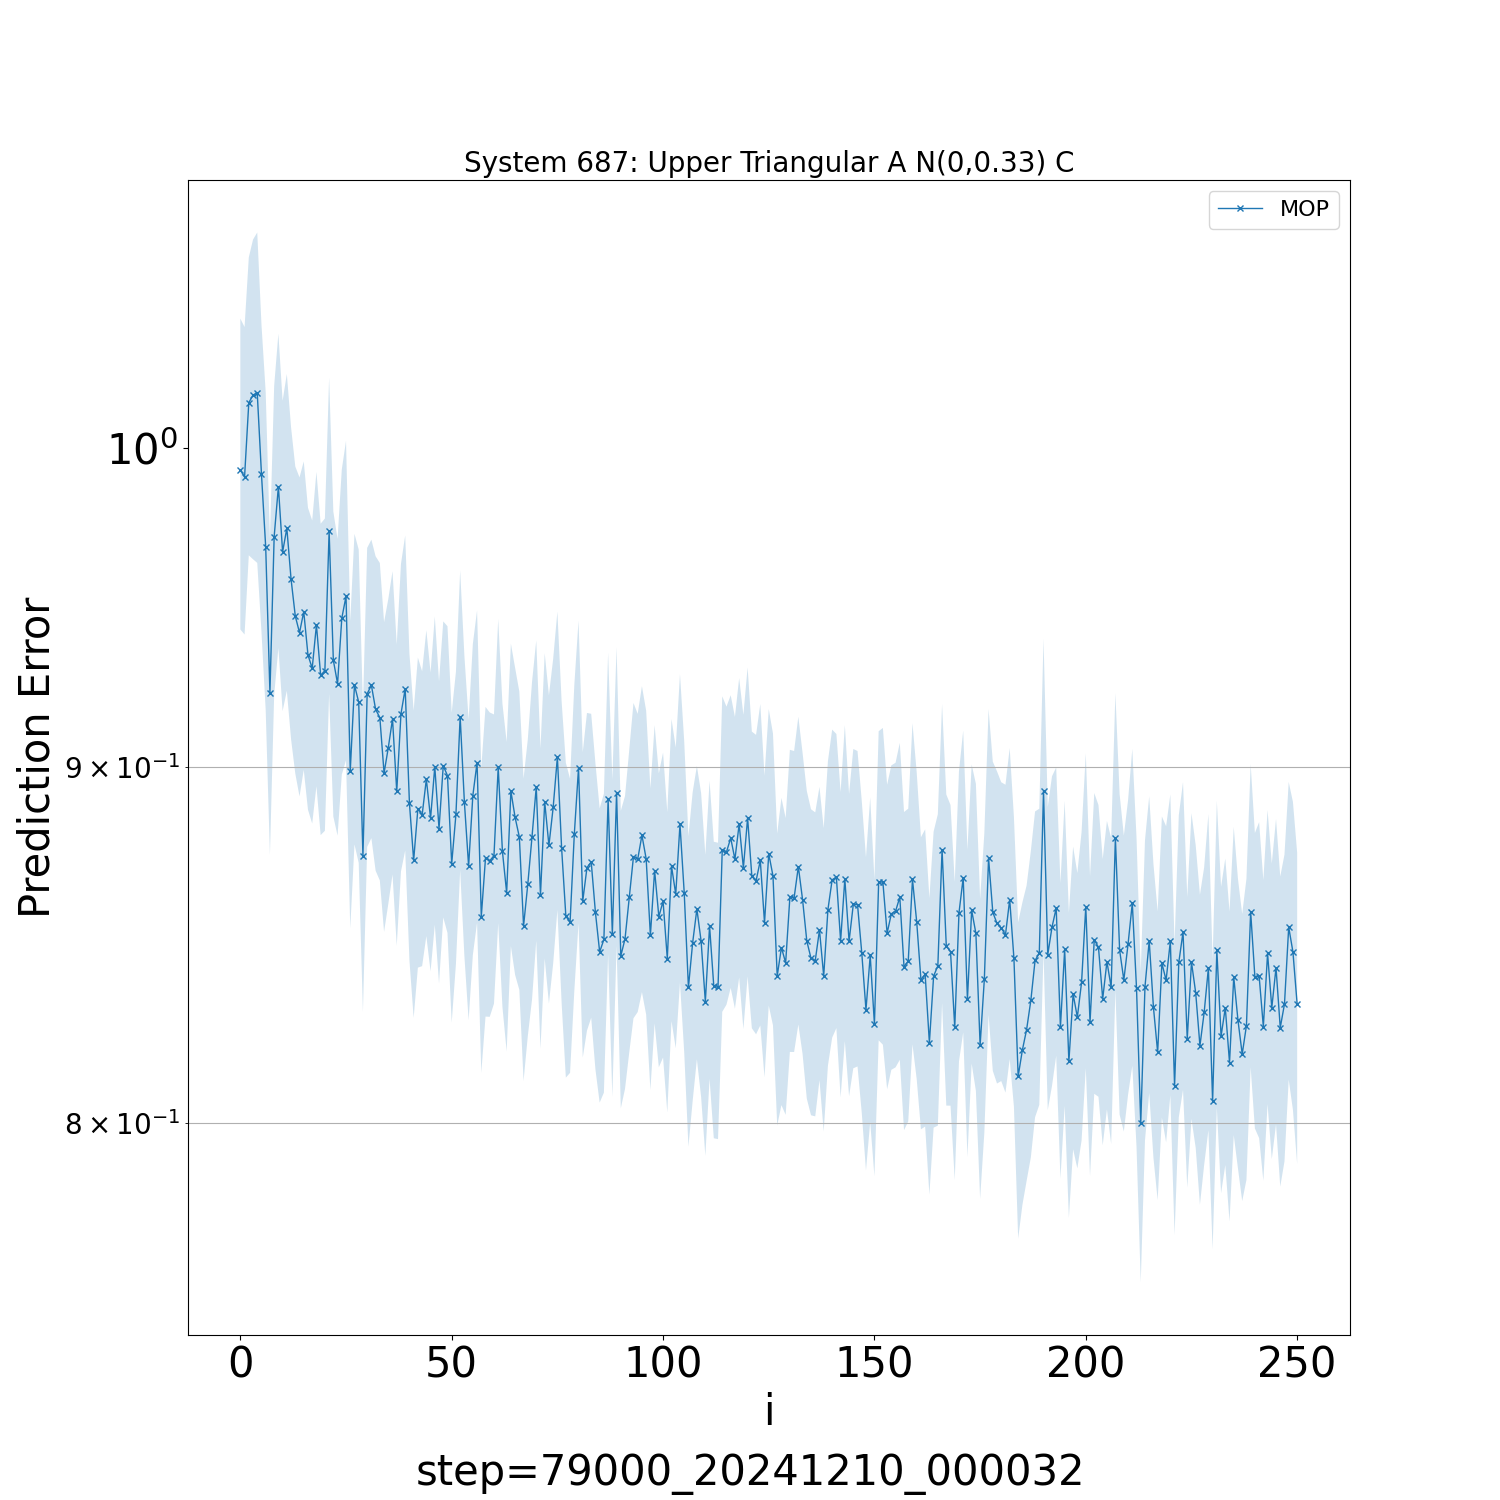 System 687: Upper Triangular A N(0,0.33) C
MOP
10⁰
9 × 10⁻¹
8 × 10⁻¹
Prediction Error
0 50 100 150 200 250
i
step=79000_20241210_000032